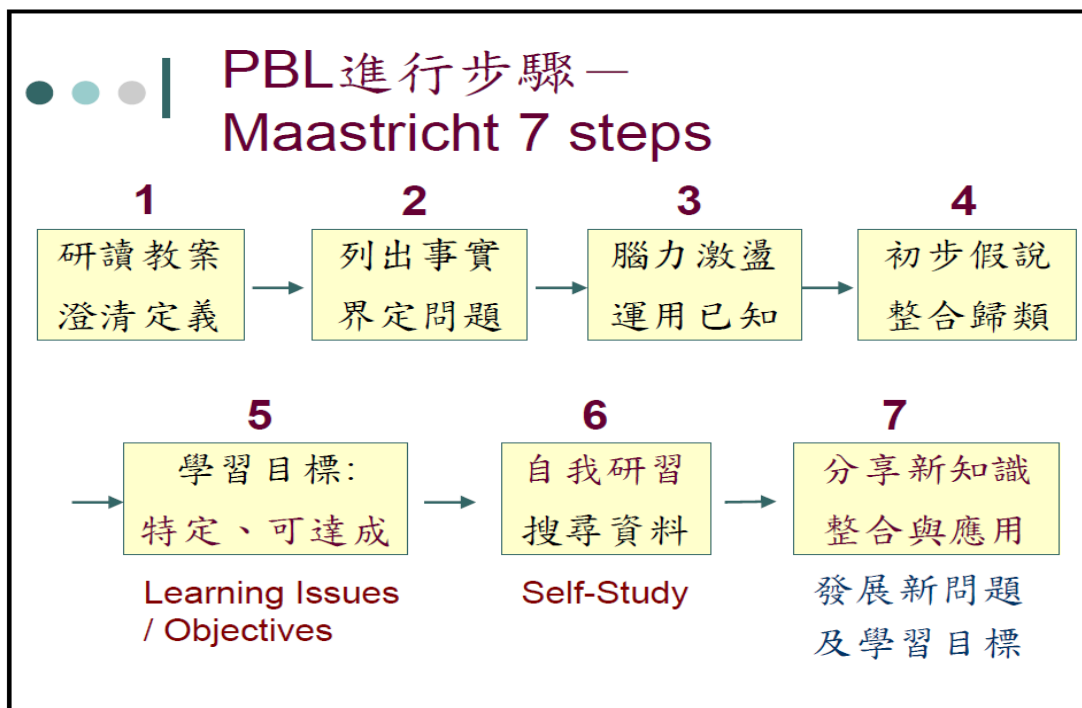 PBL進行步驟－
Maastricht 7 steps
1
研讀教案
澄清定義
2
列出事實
界定問題
3
腦力激盪
運用已知
4
初步假說
整合歸類
5
學習目標:
特定、可達成
Learning Issues
/ Objectives
6
自我研習
搜尋資料
Self-Study
7
分享新知識
整合與應用
發展新問題
及學習目標